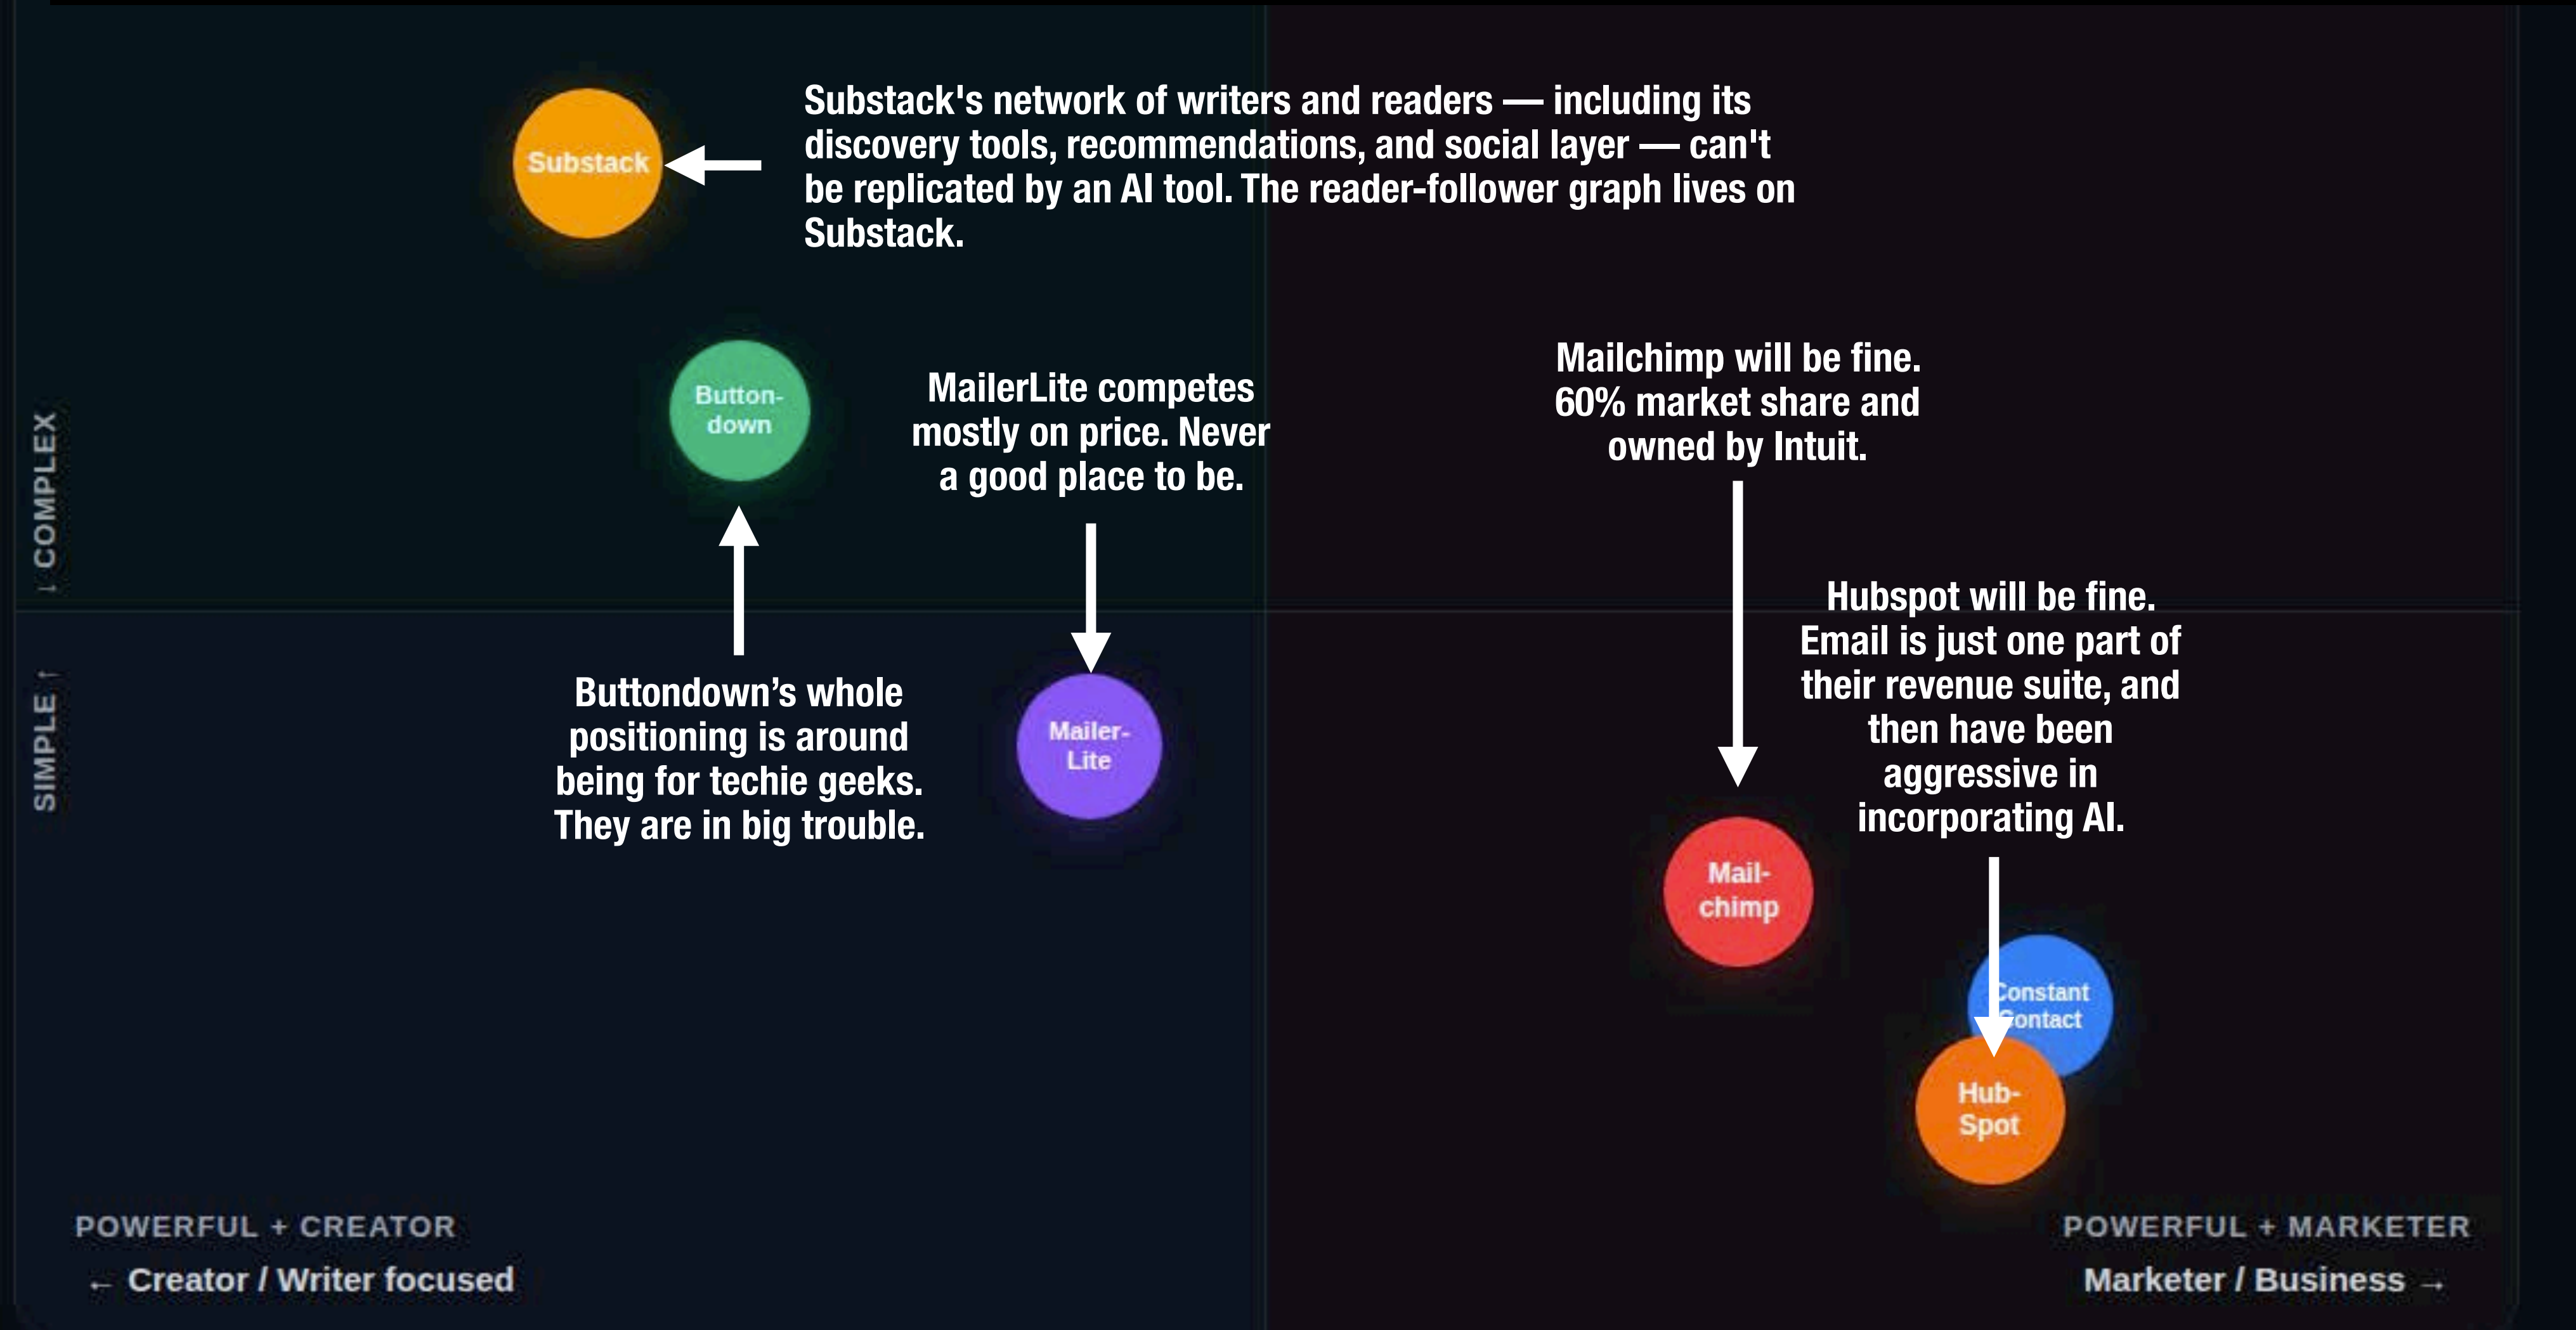 Substack's network of writers and readers — including its
discovery tools, recommendations, and social layer — can't
be replicated by an AI tool. The reader-follower graph lives on
Substack.
Substack
Button-
down
MailerLite competes
mostly on price. Never
a good place to be.
Mailchimp will be fine.
60% market share and
owned by Intuit.
↓ COMPLEX
SIMPLE ↑
Hubspot will be fine.
Email is just one part of
their revenue suite, and
then have been
aggressive in
incorporating AI.
Buttondown’s whole
positioning is around
being for techie geeks.
They are in big trouble.
Mailer-
Lite
Mail-
chimp
Constant
Contact
Hub-
Spot
POWERFUL + CREATOR
← Creator / Writer focused
POWERFUL + MARKETER
Marketer / Business →